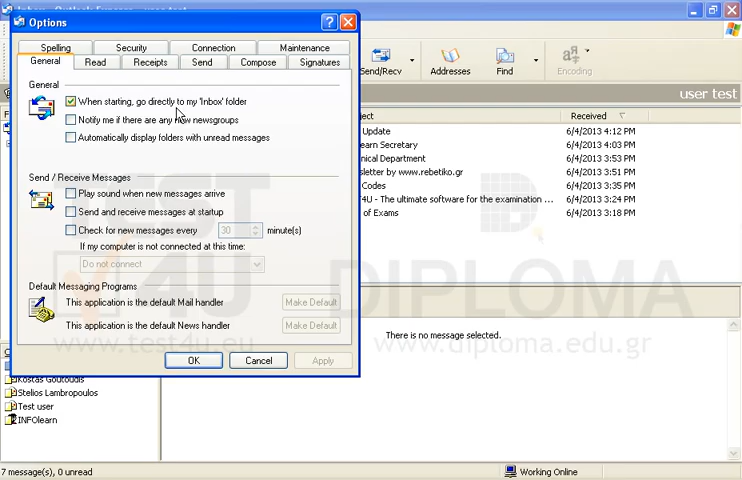 Options
Spelling Security Connection Maintenance
General Read Receipts Send Compose Signatures
General
When starting, go directly to my 'Inbox' folder
Notify me if there are any new newsgroups
Automatically display folders with unread messages
Send / Receive Messages
Play sound when new messages arrive
Send and receive messages at startup
Check for new messages every 30 minute(s)
If my computer is not connected at this time:
Do not connect
Default Messaging Programs
This application is the default Mail handler Make Default
This application is the default News handler Make Default
OK Cancel Apply
Send/Recv Addresses Find Encoding
user test
ject Received
Update 6/4/2013 4:12 PM
earn Secretary 6/4/2013 4:03 PM
nical Department 6/4/2013 3:54 PM
sletter by www.rebetiko.gr 6/4/2013 3:51 PM
Codes 6/4/2013 3:35 PM
4U - The ultimate software for the examination ... 6/4/2013 3:24 PM
of Exams 6/4/2013 3:18 PM
There is no message selected.
Kostas Goutoudis
Stelios Lambropoulos
Test user
INFOlearn
7 message(s), 0 unread Working Online
TEST4U
www.test4u.eu
DIPLOMA
www.diploma.edu.gr